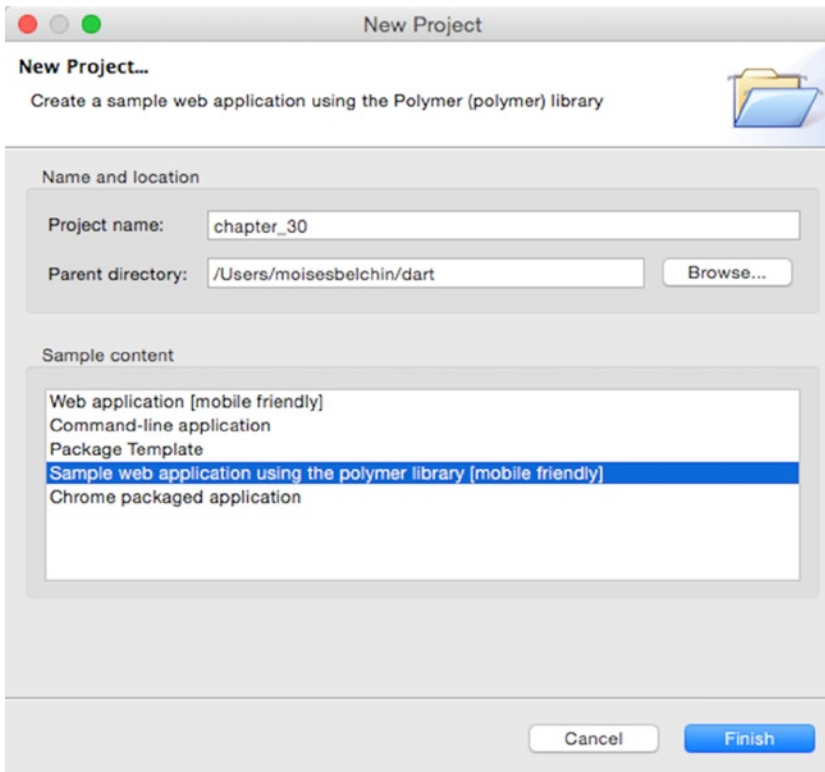 New Project
New Project...
Create a sample web application using the Polymer (polymer) library
Name and location
Project name: chapter_30
Parent directory: /Users/moisesbelchin/dart Browse...
Sample content
Web application [mobile friendly]
Command-line application
Package Template
Sample web application using the polymer library [mobile friendly]
Chrome packaged application
Cancel Finish